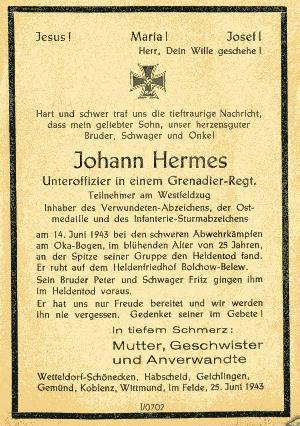 Jesus! Maria! Josef!
Herr, Dein Wille geschehe!
Hart und schwer traf uns die tieftraurige Nachricht,
dass mein geliebter Sohn, unser herzensguter
Bruder, Schwager und Onkel
Johann Hermes
Unteroffizier in einem Grenadier-Regt.
Teilnehmer am Westfeldzug
Inhaber des Verwundeten-Abzeichens, der Ost-
medaille und des Infanterie-Sturmabzeichens
am 14. Juni 1943 bei den schweren Abwehrkämpfen
am Oka-Bogen, im blühenden Alter von 25 Jahren,
an der Spitze seiner Gruppe den Heldentod fand.
Er ruht auf dem Heldenfriedhof Bolchow-Belew.
Sein Bruder Peter und Schwager Fritz gingen ihm
im Heldentod voraus.
Er hat uns nur Freude bereitet und wir werden
ihn nie vergessen. Gedenket seiner im Gebete!
In tiefem Schmerz:
Mutter, Geschwister
und Anverwandte
Wetteldorf-Schönecken, Habscheid, Geichlingen,
Gemünd, Koblenz, Wittmund, im Felde, 25. Juni 1943
I/0202